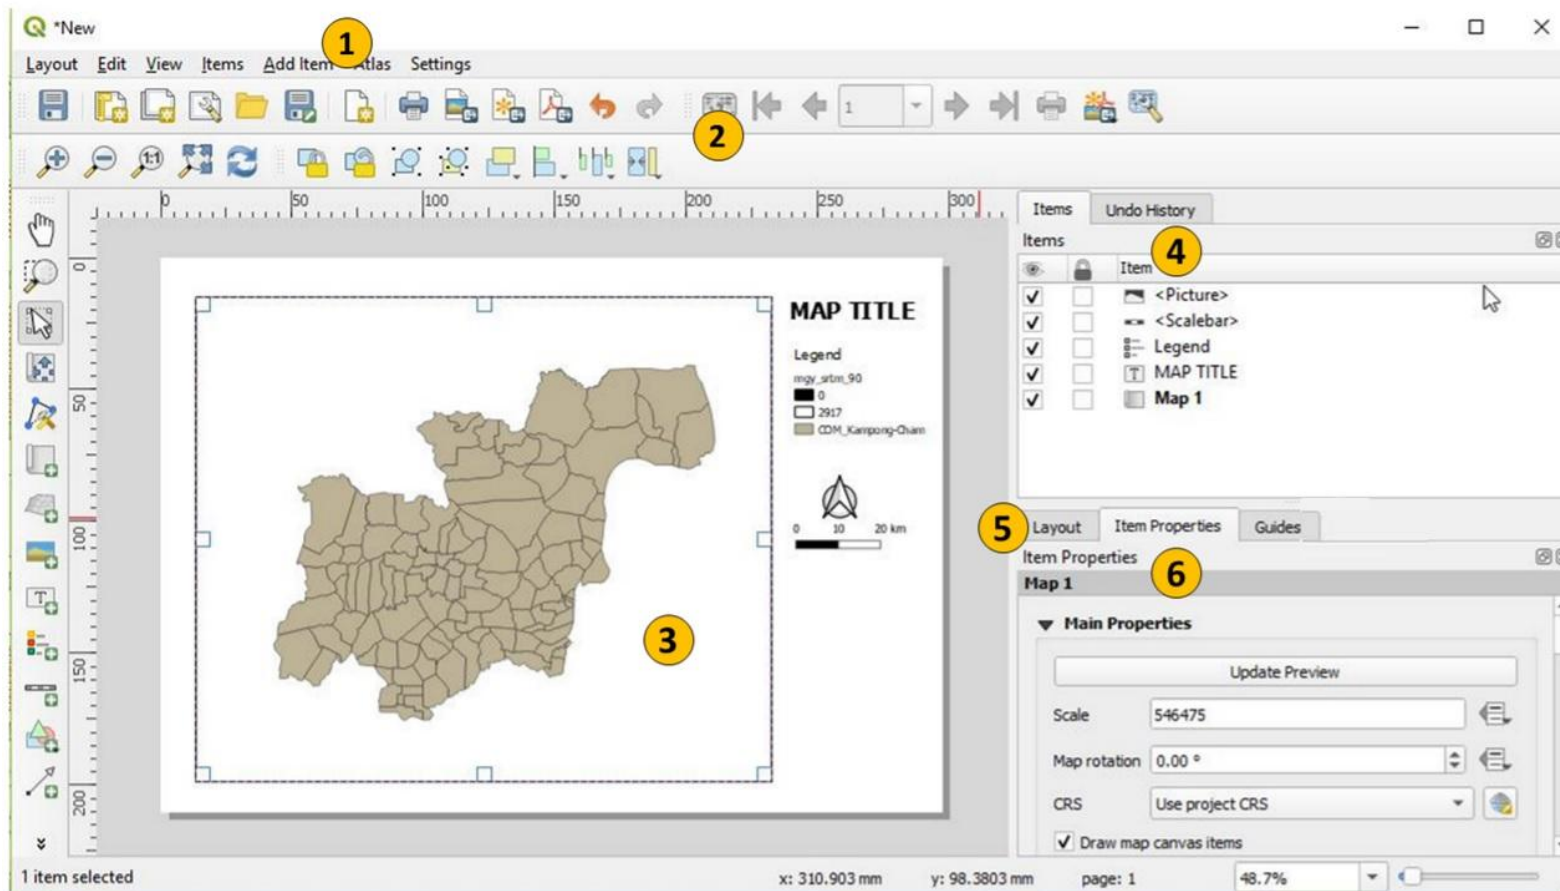 *New
1
Layout Edit View Items Add Item Atlas Settings
1
2
1:1
0 50 100 150 200 250 300
0
50
100
150
200
MAP TITLE
Legend
mgy_srtm_90
0
2917
CDM_Kampong-Cham
0 10 20 km
3
Items Undo History
Items
4
Item
<Picture>
<Scalebar>
Legend
T MAP TITLE
Map 1
5
Layout Item Properties Guides
Item Properties
6
Map 1
Main Properties
Update Preview
Scale 546475
Map rotation 0.00 °
CRS Use project CRS
Draw map canvas items
1 item selected x: 310.903 mm y: 98.3803 mm page: 1 48.7%